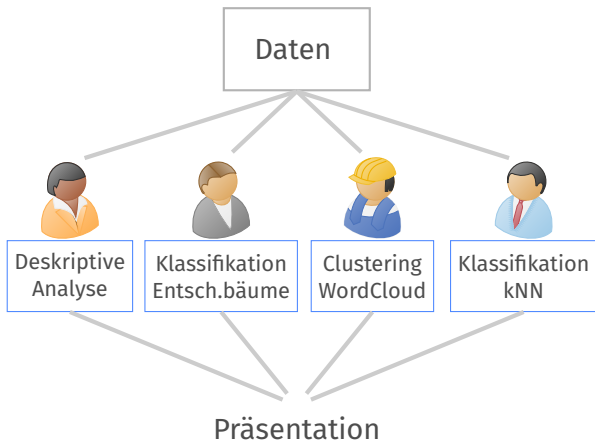 Daten
Deskriptive
Analyse
Klassifikation
Entsch.bäume
Clustering
WordCloud
Klassifikation
kNN
Präsentation